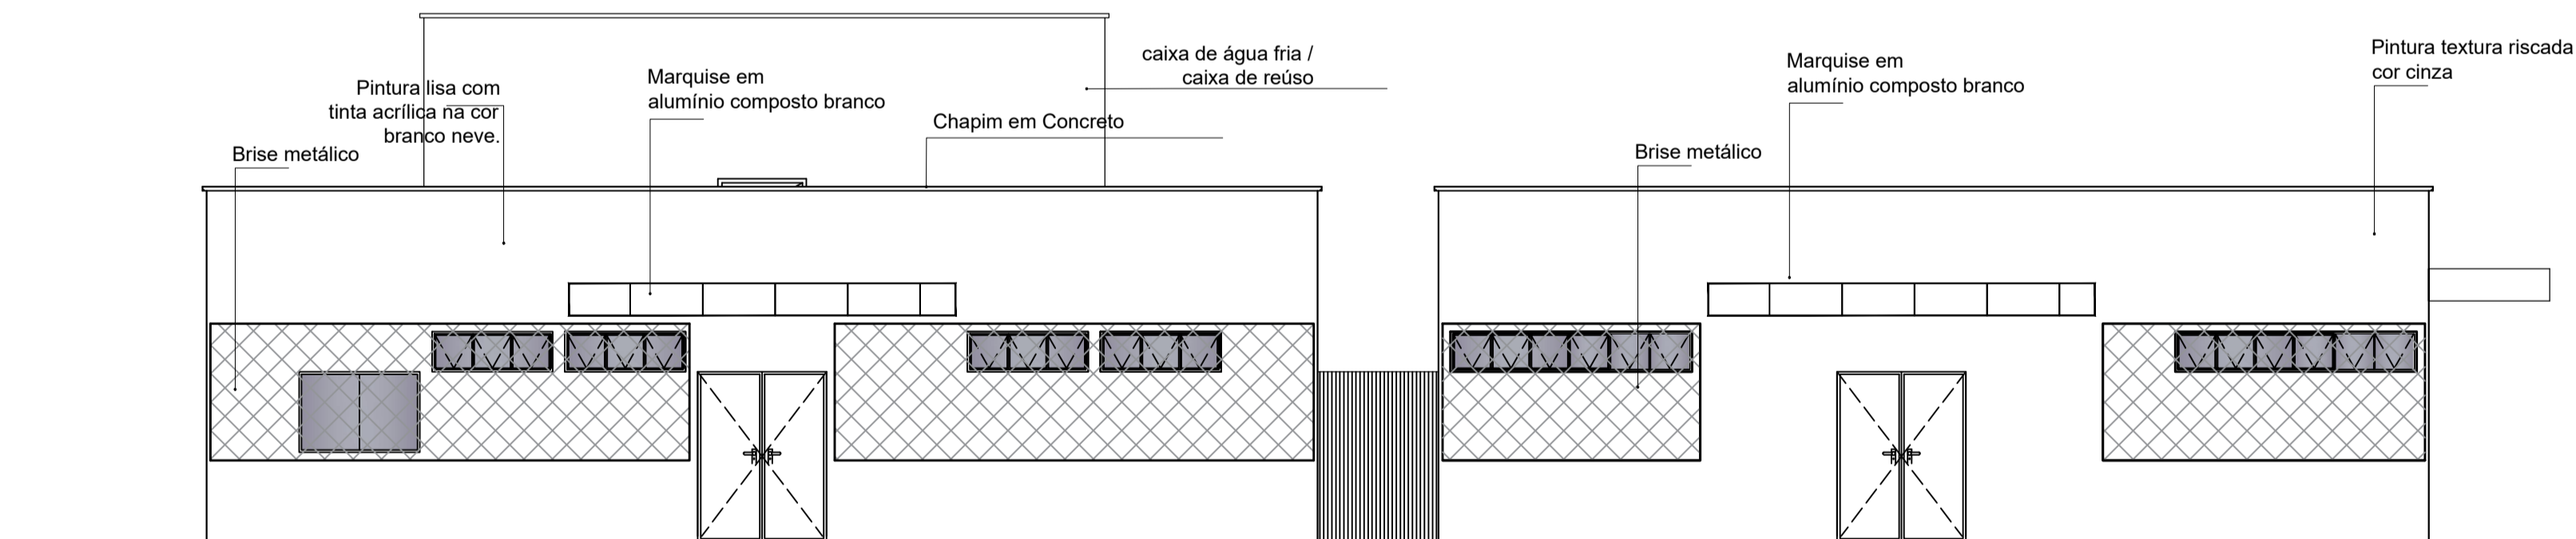 Pintura lisa com
tinta acrílica na cor
branco neve.
Brise metálico
Marquise em
alumínio composto branco
caixa de água fria /
caixa de reúso
Chapim em Concreto
Brise metálico
Marquise em
alumínio composto branco
Pintura textura riscada
cor cinza